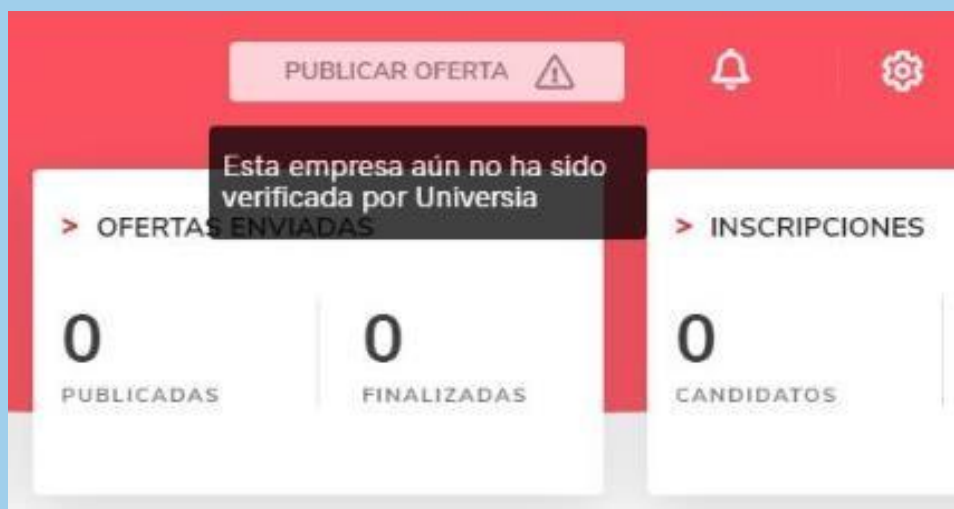 PUBLICAR OFERTA
Esta empresa aún no ha sido
verificada por Universia
> OFERTAS ENVIADAS
> INSCRIPCIONES
0
PUBLICADAS
0
FINALIZADAS
0
CANDIDATOS